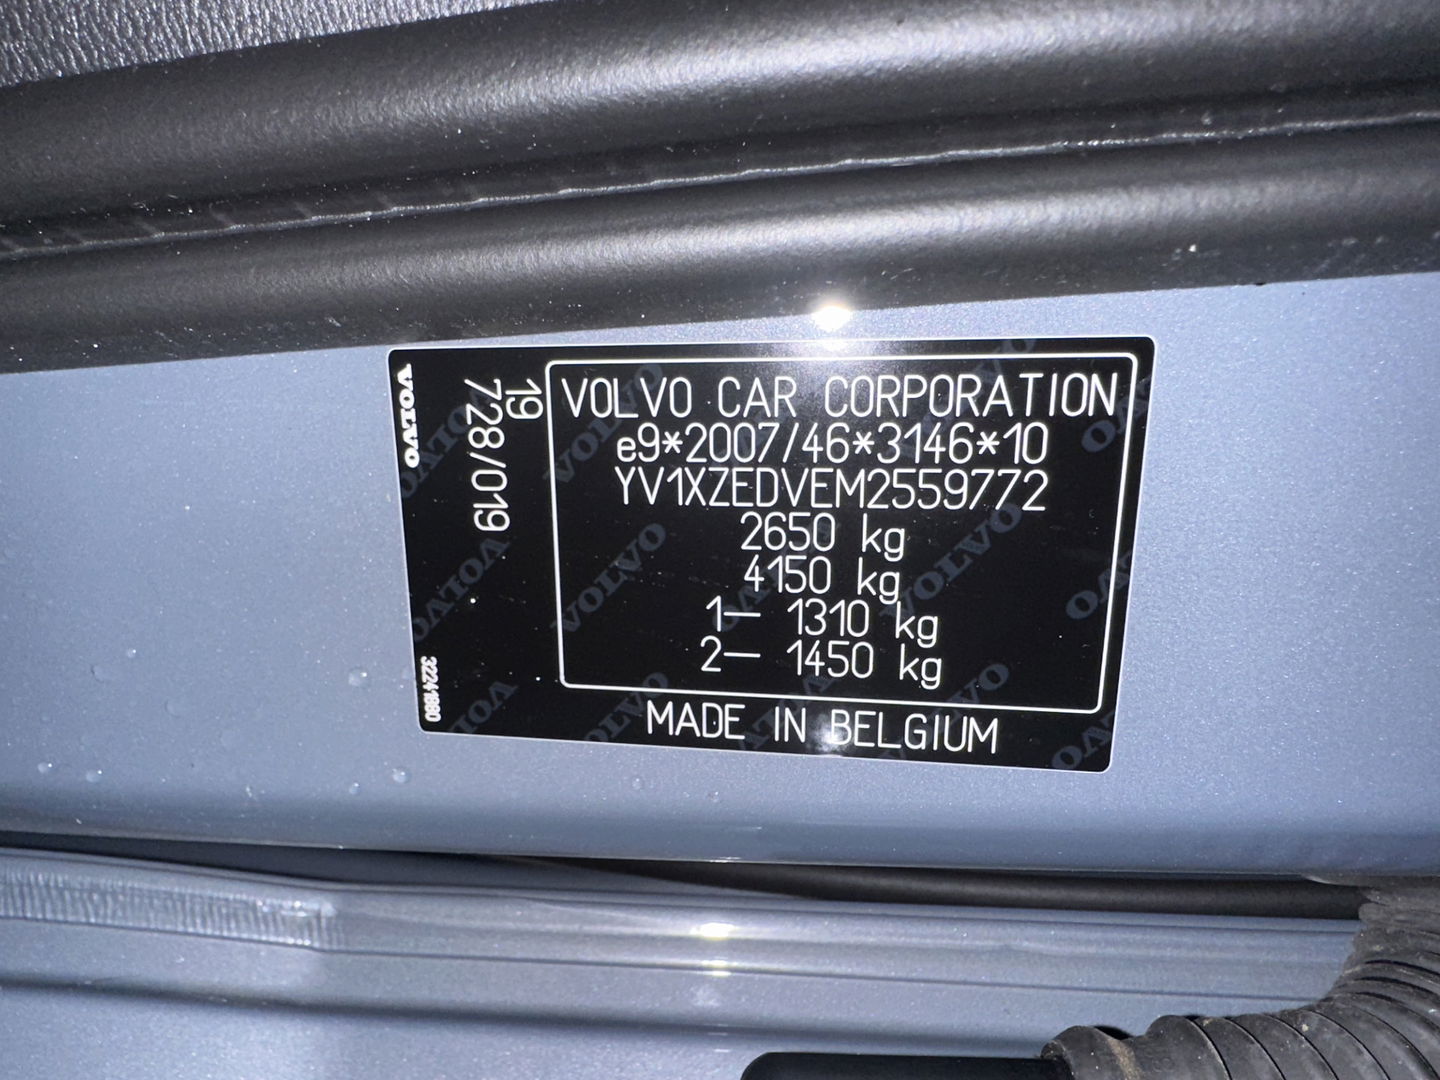 VOLVO
19
728/019
32241980
VOLVO CAR CORPORATION
e9*2007/46*3146*10
YV1XZEDVEM2559772
2650 kg
4150 kg
1— 1310 kg
2— 1450 kg
MADE IN BELGIUM